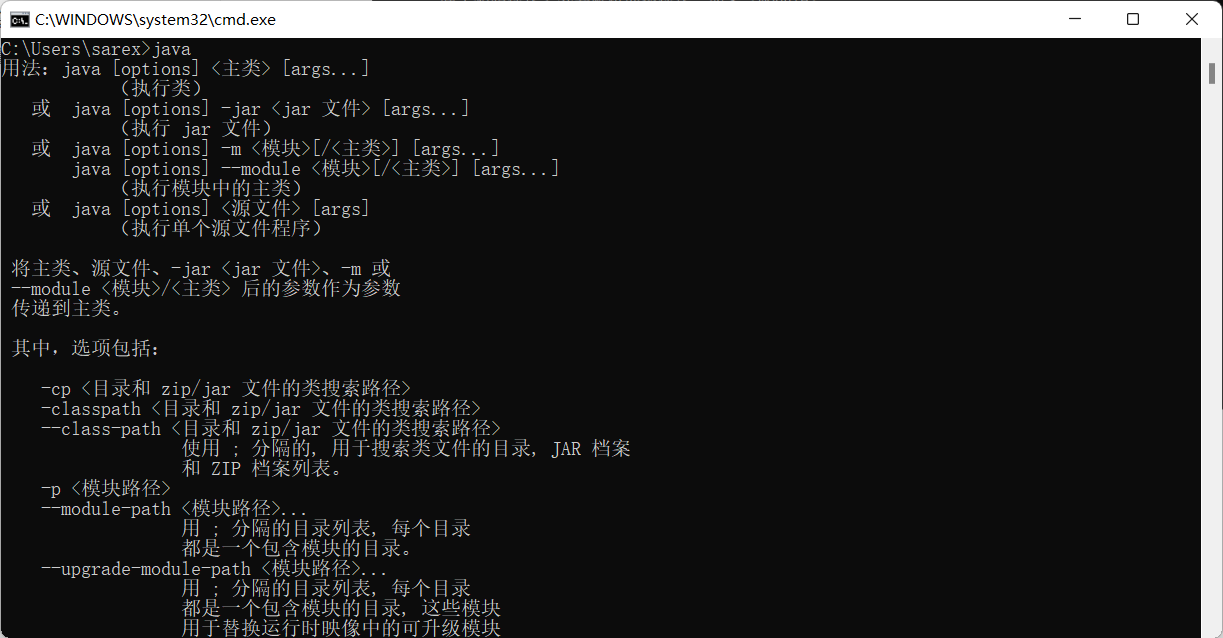 C:\WINDOWS\system32\cmd.exe
C:\Users\sarex>java
用法：java [options] <主类> [args...]
（执行类）
或 java [options] -jar <jar 文件> [args...]
（执行 jar 文件）
或 java [options] -m <模块>[/<主类>] [args...]
java [options] --module <模块>[/<主类>] [args...]
（执行模块中的主类）
或 java [options] <源文件> [args]
（执行单个源文件程序）
将主类、源文件、-jar <jar 文件>、-m 或
--module <模块>/<主类> 后的参数作为参数
传递到主类。
其中，选项包括：
-cp <目录和 zip/jar 文件的类搜索路径>
-classpath <目录和 zip/jar 文件的类搜索路径>
--class-path <目录和 zip/jar 文件的类搜索路径>
使用 ; 分隔的, 用于搜索类文件的目录, JAR 档案
和 ZIP 档案列表。
-p <模块路径>
--module-path <模块路径>...
用 ; 分隔的目录列表, 每个目录
都是一个包含模块的目录。
--upgrade-module-path <模块路径>...
用 ; 分隔的目录列表, 每个目录
都是一个包含模块的目录, 这些模块
用于替换运行时映像中的可升级模块